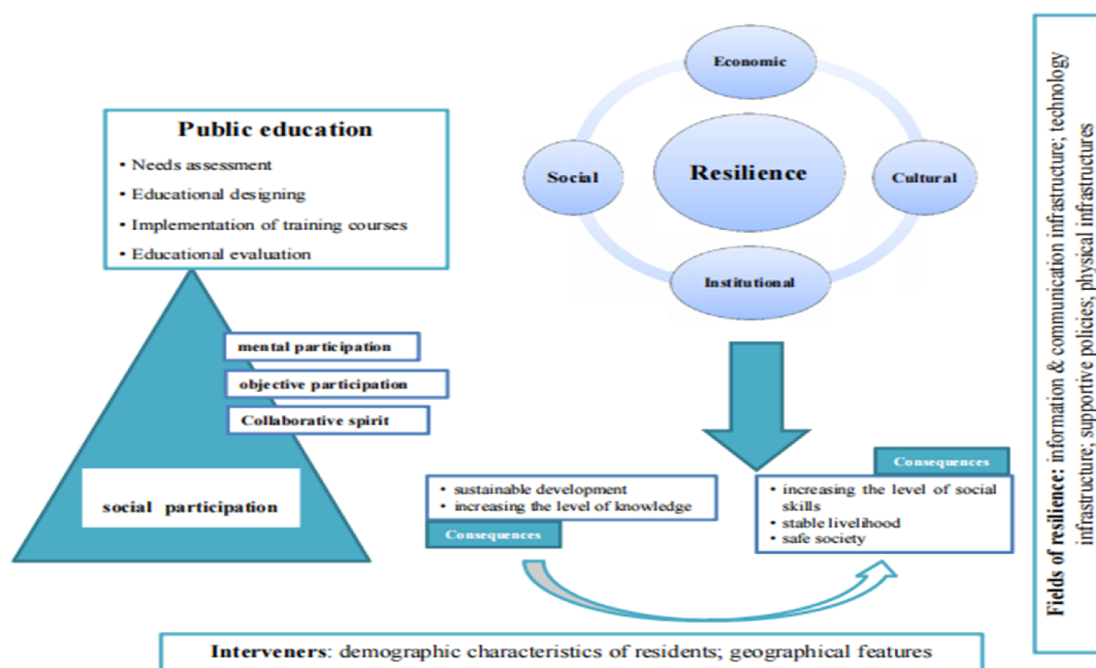 Public education
• Needs assessment
• Educational designing
• Implementation of training courses
• Educational evaluation
mental participation
objective participation
Collaborative spirit
social participation
Economic
Social
Resilience
Cultural
Institutional
Consequences
• sustainable development
• increasing the level of knowledge
Consequences
• increasing the level of social
skills
• stable livelihood
• safe society
Fields of resilience: information & communication infrastructure; technology
infrastructure; supportive policies; physical infrastructures
Interveners: demographic characteristics of residents; geographical features